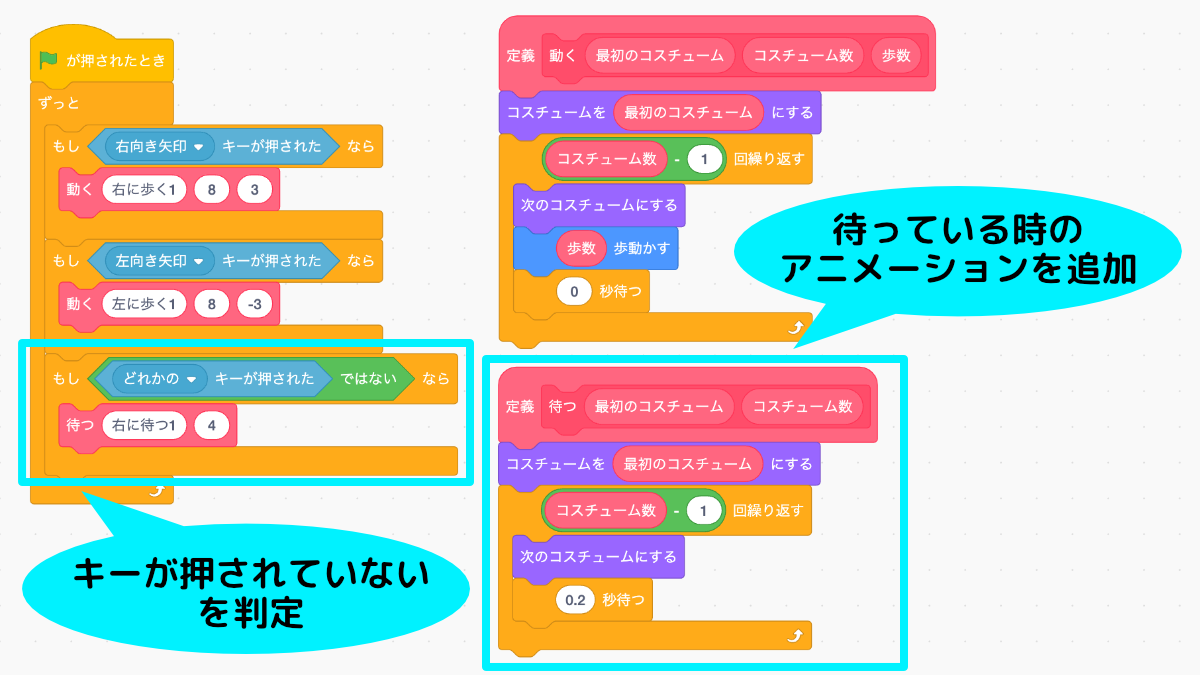 が押されたとき
ずっと
もし 右向き矢印 キーが押された なら
動く 右に歩く1 8 3
もし 左向き矢印 キーが押された なら
動く 左に歩く1 8 -3
もし どれかの キーが押された ではない なら
待つ 右に待つ1 4
キーが押されていない
を判定
定義 動く 最初のコスチューム コスチューム数 歩数
コスチュームを 最初のコスチューム にする
コスチューム数 - 1 回繰り返す
次のコスチュームにする
歩数 歩動かす
0 秒待つ
待っている時の
アニメーションを追加
定義 待つ 最初のコスチューム コスチューム数
コスチュームを 最初のコスチューム にする
コスチューム数 - 1 回繰り返す
次のコスチュームにする
0.2 秒待つ